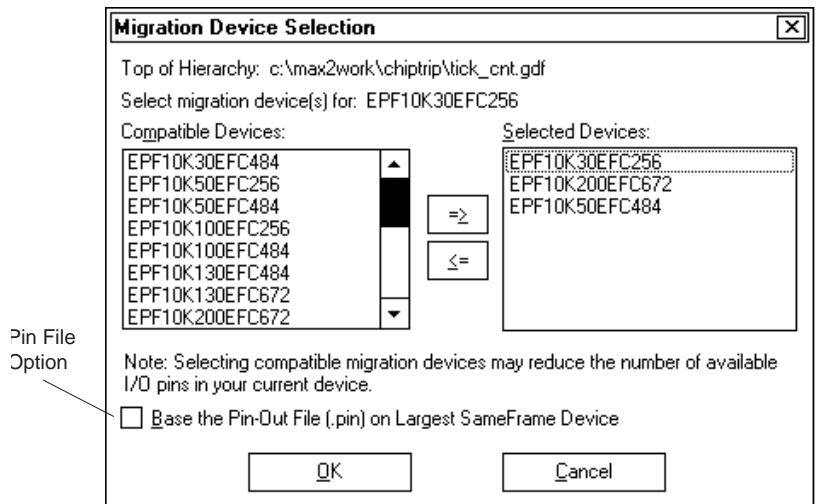 Migration Device Selection
Top of Hierarchy: c:\max2work\chiptrip\tick_cnt.gdf
Select migration device(s) for: EPF10K30EFC256
Compatible Devices:
EPF10K30EFC484
EPF10K50EFC256
EPF10K50EFC484
EPF10K100EFC256
EPF10K100EFC484
EPF10K130EFC484
EPF10K130EFC672
EPF10K200EFC672
=>
<=
Selected Devices:
EPF10K30EFC256
EPF10K200EFC672
EPF10K50EFC484
Pin File
Option
Note: Selecting compatible migration devices may reduce the number of available
I/O pins in your current device.
Base the Pin-Out File (.pin) on Largest SameFrame Device
OK
Cancel